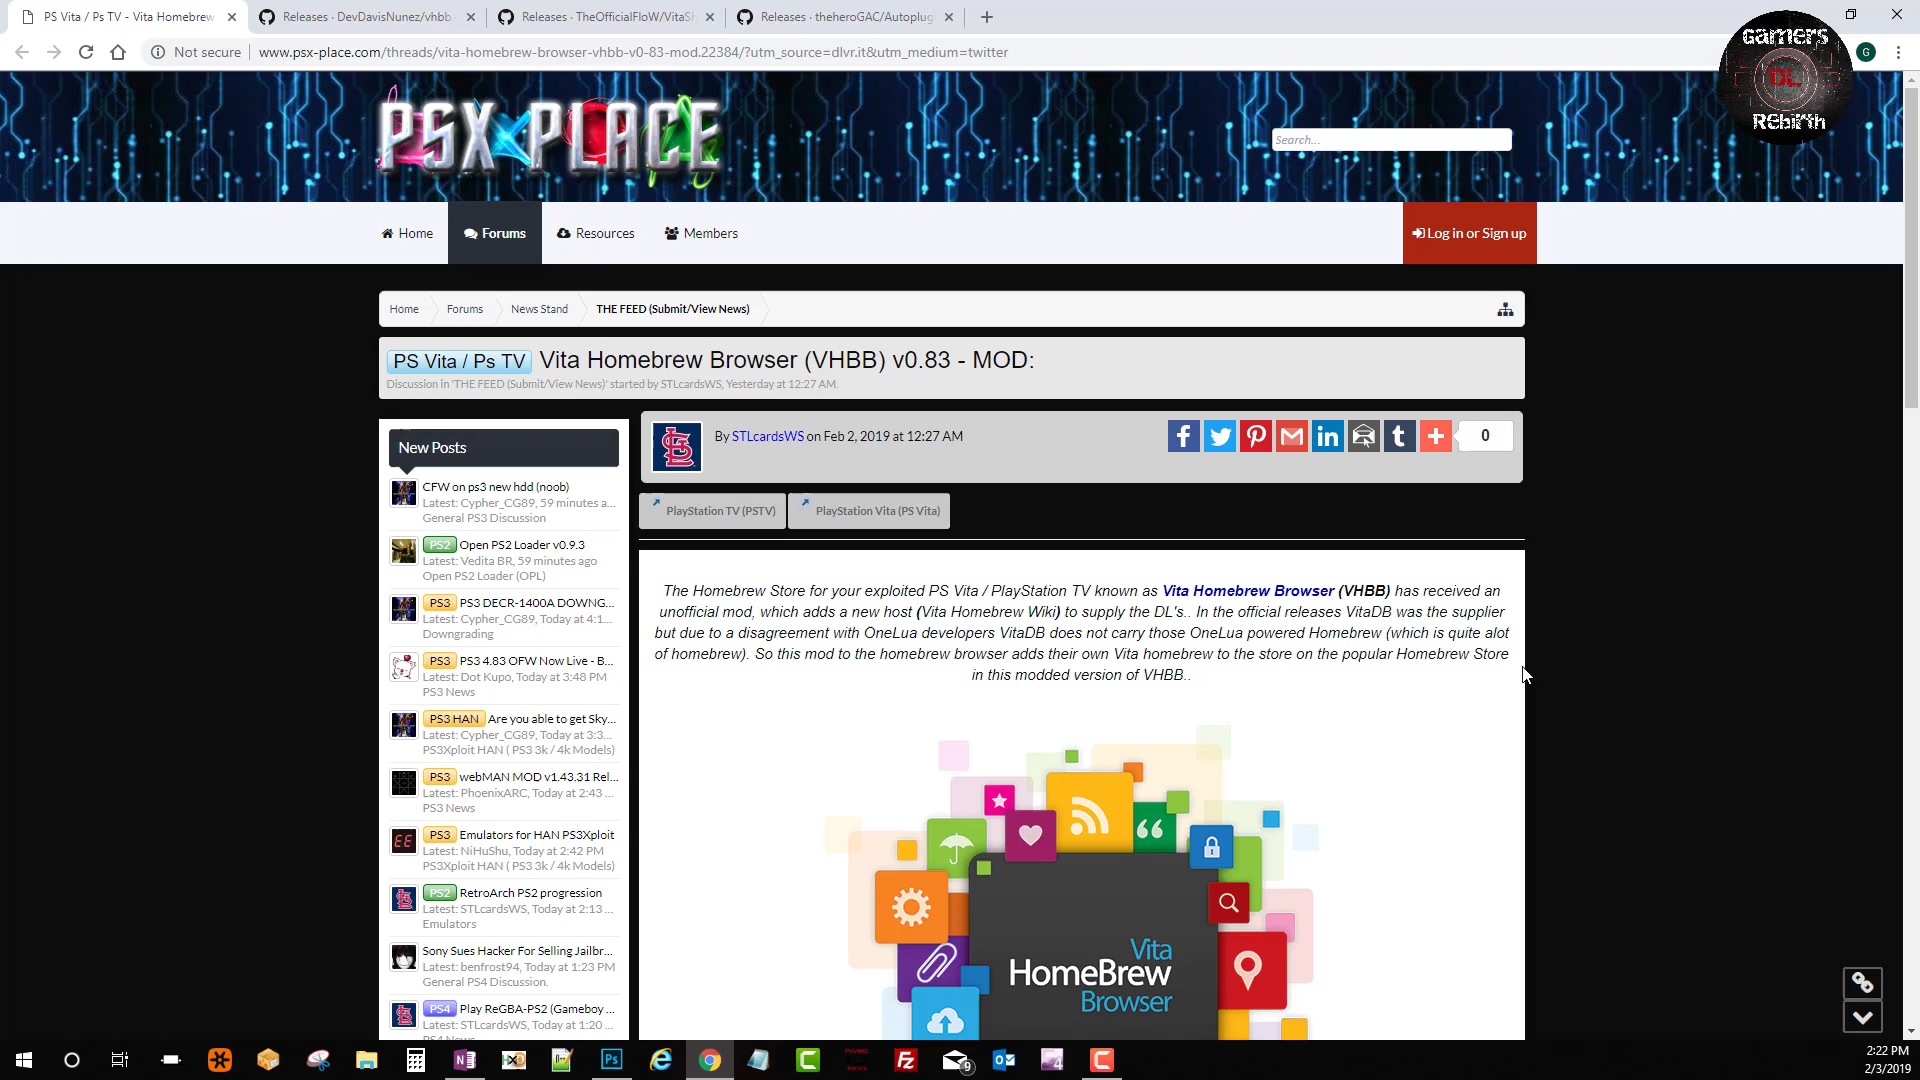 PS Vita / Ps TV - Vita Homebrew
Releases · DevDavisNunez/vhbb
Releases · TheOfficialFloW/VitaSh
Releases · theheroGAC/Autoplug
Not secure
www.psx-place.com/threads/vita-homebrew-browser-vhbb-v0-83-mod.22384/?utm_source=dlvr.it&utm_medium=twitter
G
gamers
DL
REbirth
PSX PLACE
Search...
Home
Forums
Resources
Members
Log in or Sign up
Home
Forums
News Stand
THE FEED (Submit/View News)
PS Vita / Ps TV Vita Homebrew Browser (VHBB) v0.83 - MOD:
Discussion in 'THE FEED (Submit/View News)' started by STLcardsWS, Yesterday at 12:27 AM.
New Posts
CFW on ps3 new hdd (noob)
Latest: Cypher_CG89, 59 minutes a...
General PS3 Discussion
PS2 Open PS2 Loader v0.9.3
Latest: Vedita BR, 59 minutes ago
Open PS2 Loader (OPL)
PS3 PS3 DECR-1400A DOWNG...
Latest: Cypher_CG89, Today at 4:1...
Downgrading
PS3 PS3 4.83 OFW Now Live - B...
Latest: Dot Kupo, Today at 3:48 PM
PS3 News
PS3 HAN Are you able to get Sky...
Latest: Cypher_CG89, Today at 3:3...
PS3Xploit HAN ( PS3 3k / 4k Models)
PS3 webMAN MOD v1.43.31 Rel...
Latest: PhoenixARC, Today at 2:43 ...
PS3 News
PS3 Emulators for HAN PS3Xploit
Latest: NiHuShu, Today at 2:42 PM
PS3Xploit HAN ( PS3 3k / 4k Models)
PS2 RetroArch PS2 progression
Latest: STLcardsWS, Today at 2:13 ...
Emulators
Sony Sues Hacker For Selling Jailbr...
Latest: benfrost94, Today at 1:23 PM
General PS4 Discussion.
PS4 Play ReGBA-PS2 (Gameboy ...
Latest: STLcardsWS, Today at 1:20 ...
PS4 News
By STLcardsWS on Feb 2, 2019 at 12:27 AM
0
PlayStation TV (PSTV)
PlayStation Vita (PS Vita)
The Homebrew Store for your exploited PS Vita / PlayStation TV known as Vita Homebrew Browser (VHBB) has received an
unofficial mod, which adds a new host (Vita Homebrew Wiki) to supply the DL's.. In the official releases VitaDB was the supplier
but due to a disagreement with OneLua developers VitaDB does not carry those OneLua powered Homebrew (which is quite alot
of homebrew). So this mod to the homebrew browser adds their own Vita homebrew to the store on the popular Homebrew Store
in this modded version of VHBB..
Vita
HomeBrew
Browser
2:22 PM
2/3/2019